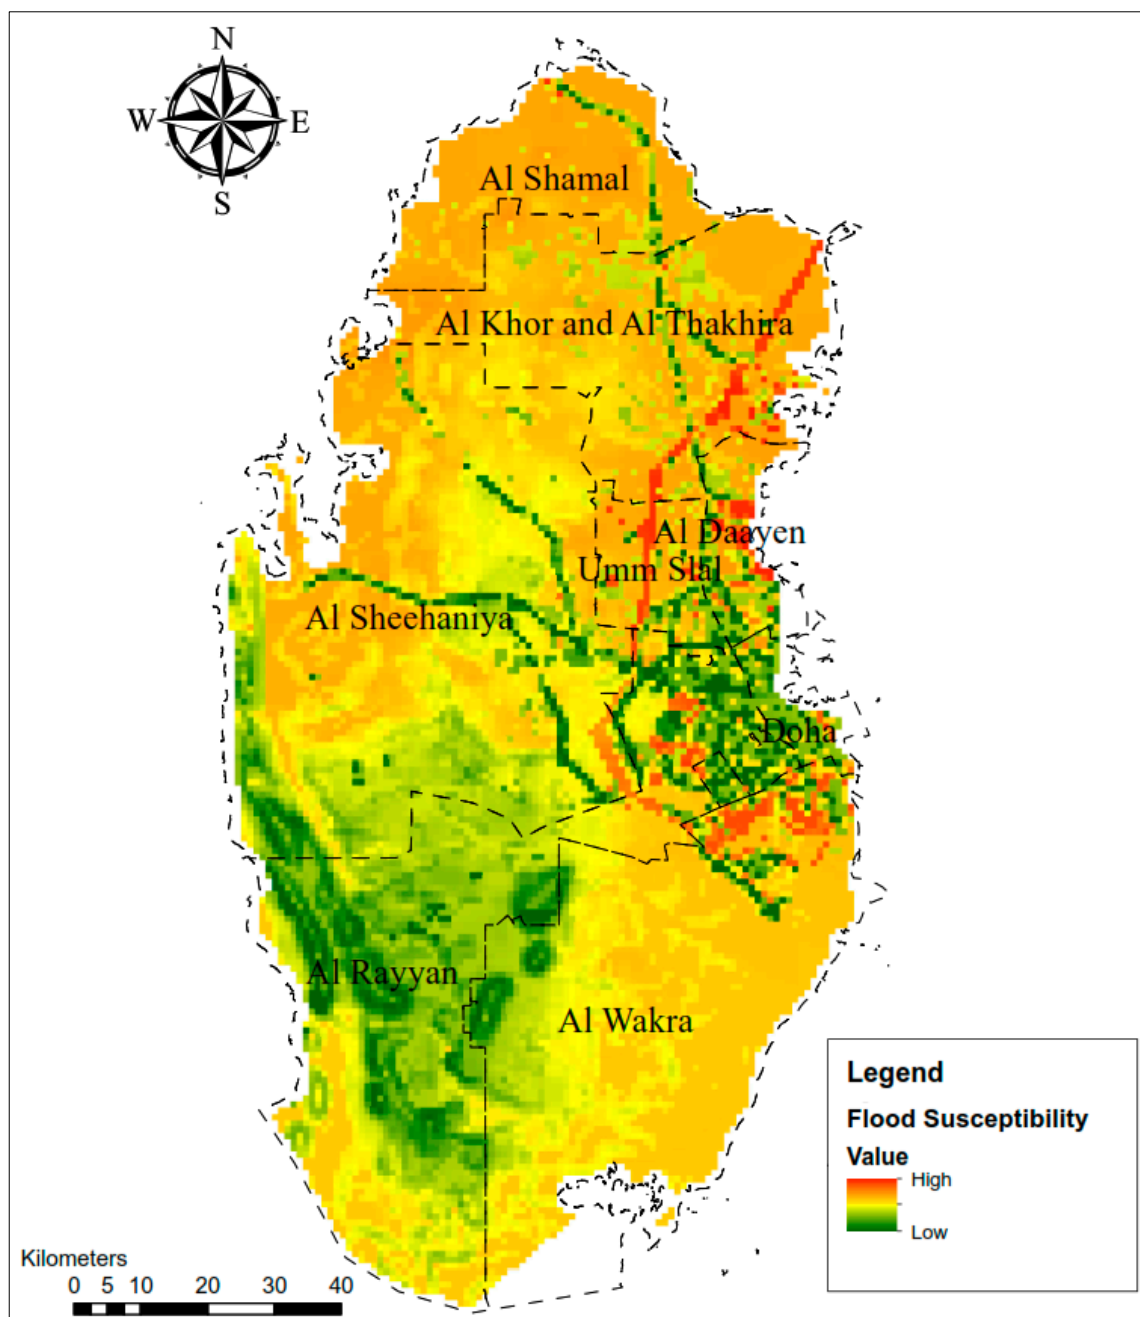 N
W E
S
Al Shamal
Al Khor and Al Thakhira
Al Daayen
Umm Slal
Al Sheehaniya
Doha
Al Rayyan
Al Wakra
Legend
Flood Susceptibility
Value
High
Low
Kilometers
0 5 10 20 30 40